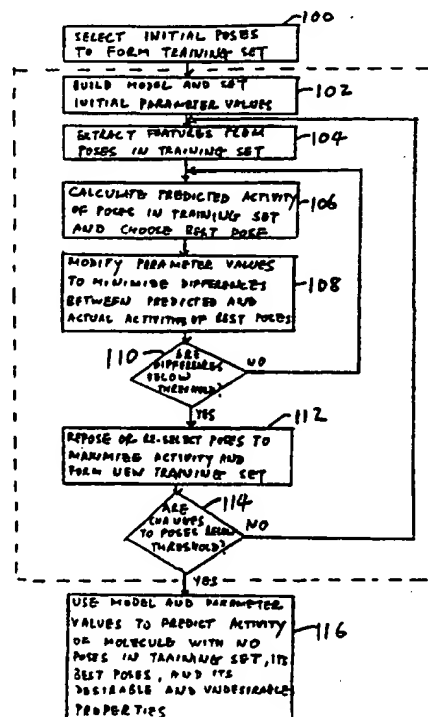 100
SELECT INITIAL POSES
TO FORM TRAINING SET
BUILD MODEL AND SET
INITIAL PARAMETER VALUES
102
EXTRACT FEATURES FROM
POSES IN TRAINING SET
104
CALCULATE PREDICTED ACTIVITY
OF POSES IN TRAINING SET
AND CHOOSE BEST POSE
106
MODIFY PARAMETER VALUES
TO MINIMIZE DIFFERENCES
BETWEEN PREDICTED AND
ACTUAL ACTIVITIES OF BEST POSES
108
110
ARE
DIFFERENCES
BELOW
THRESHOLD?
NO
YES
112
REPOSE OR RE-SELECT POSES TO
MAXIMIZE ACTIVITY AND
FORM NEW TRAINING SET
114
ARE
CHANGES
TO POSES BELOW
THRESHOLD?
NO
YES
USE MODEL AND PARAMETER
VALUES TO PREDICT ACTIVITY
OF MOLECULE WITH NO
POSES IN TRAINING SET, ITS
BEST POSES, AND ITS
DESIRABLE AND UNDESIRABLE
PROPERTIES
116